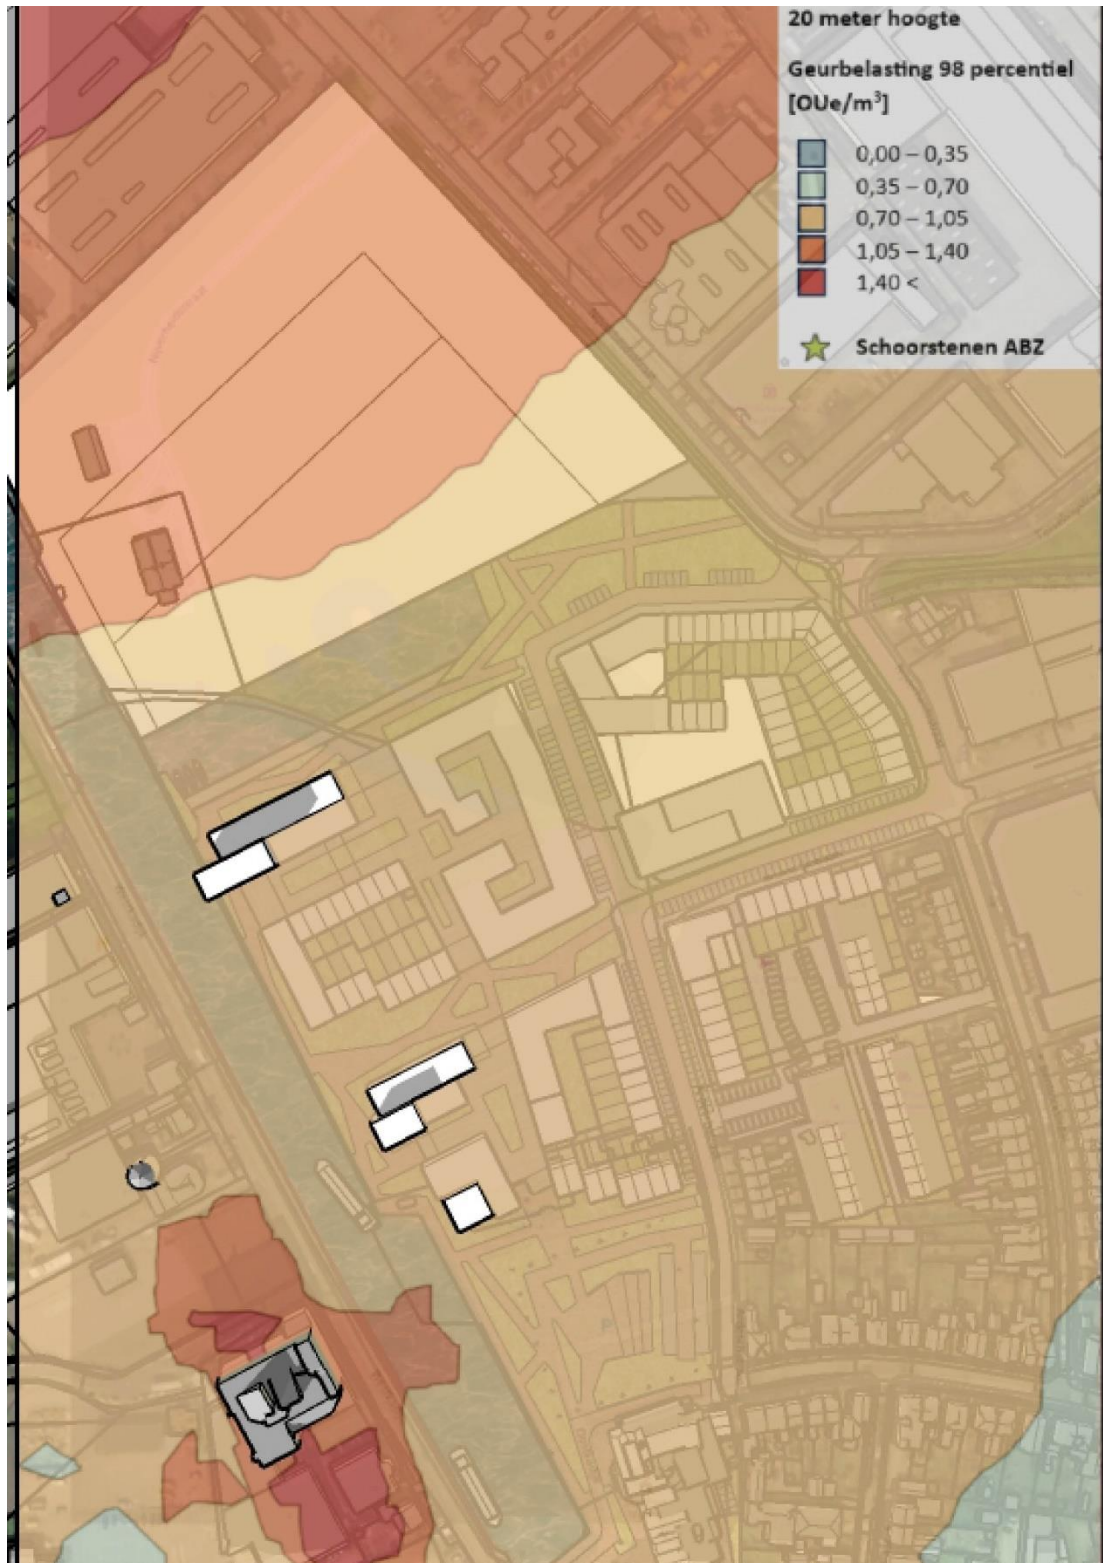 20 meter hoogte
Geurbelasting 98 percentiel
[OUe/m³]
0,00 – 0,35
0,35 – 0,70
0,70 – 1,05
1,05 – 1,40
1,40 <
Schoorstenen ABZ